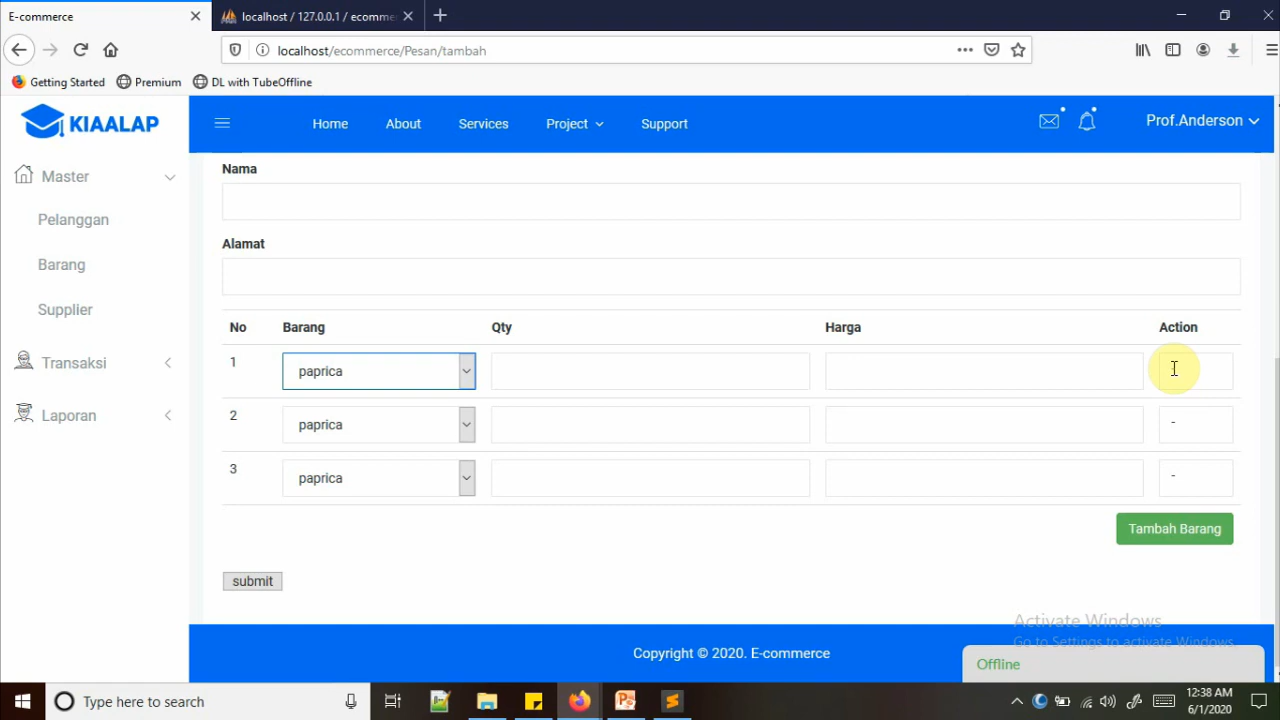 E-commerce
localhost / 127.0.0.1 / ecomme
localhost/ecommerce/Pesan/tambah
Getting Started
Premium
DL with TubeOffline
KIAALAP
Home
About
Services
Project
Support
Prof.Anderson
Master
Pelanggan
Barang
Supplier
Transaksi
Laporan
Nama
Alamat
No Barang Qty Harga Action
1 paprica
2 paprica -
3 paprica -
Tambah Barang
submit
Activate Windows
Go to Settings to activate Windows.
Copyright © 2020. E-commerce
Offline
Type here to search
12:38 AM
6/1/2020